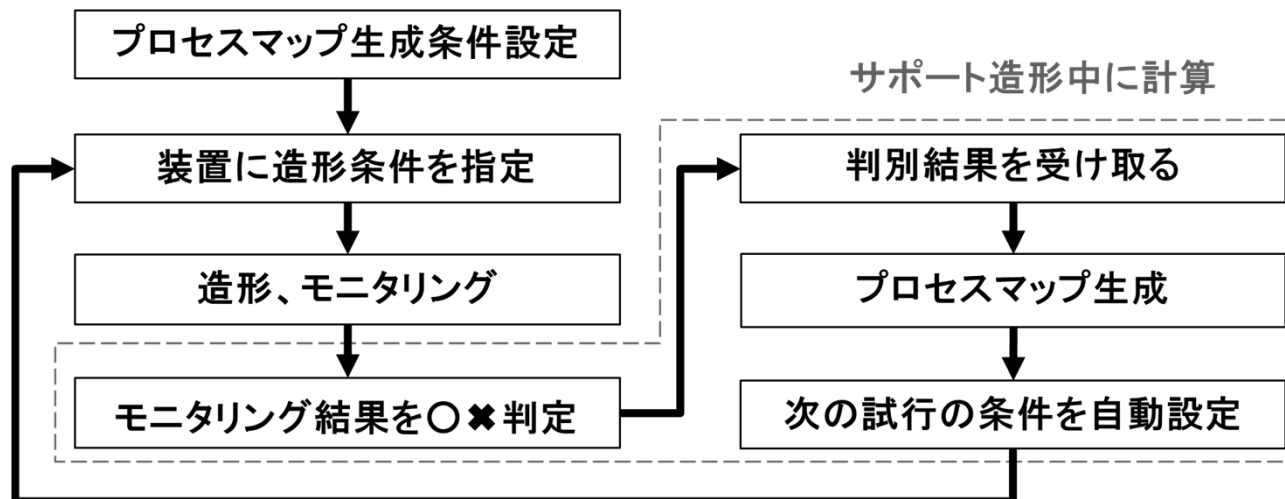 プロセスマップ生成条件設定
装置に造形条件を指定
造形、モニタリング
モニタリング結果を○✖判定
サポート造形中に計算
判別結果を受け取る
プロセスマップ生成
次の試行の条件を自動設定